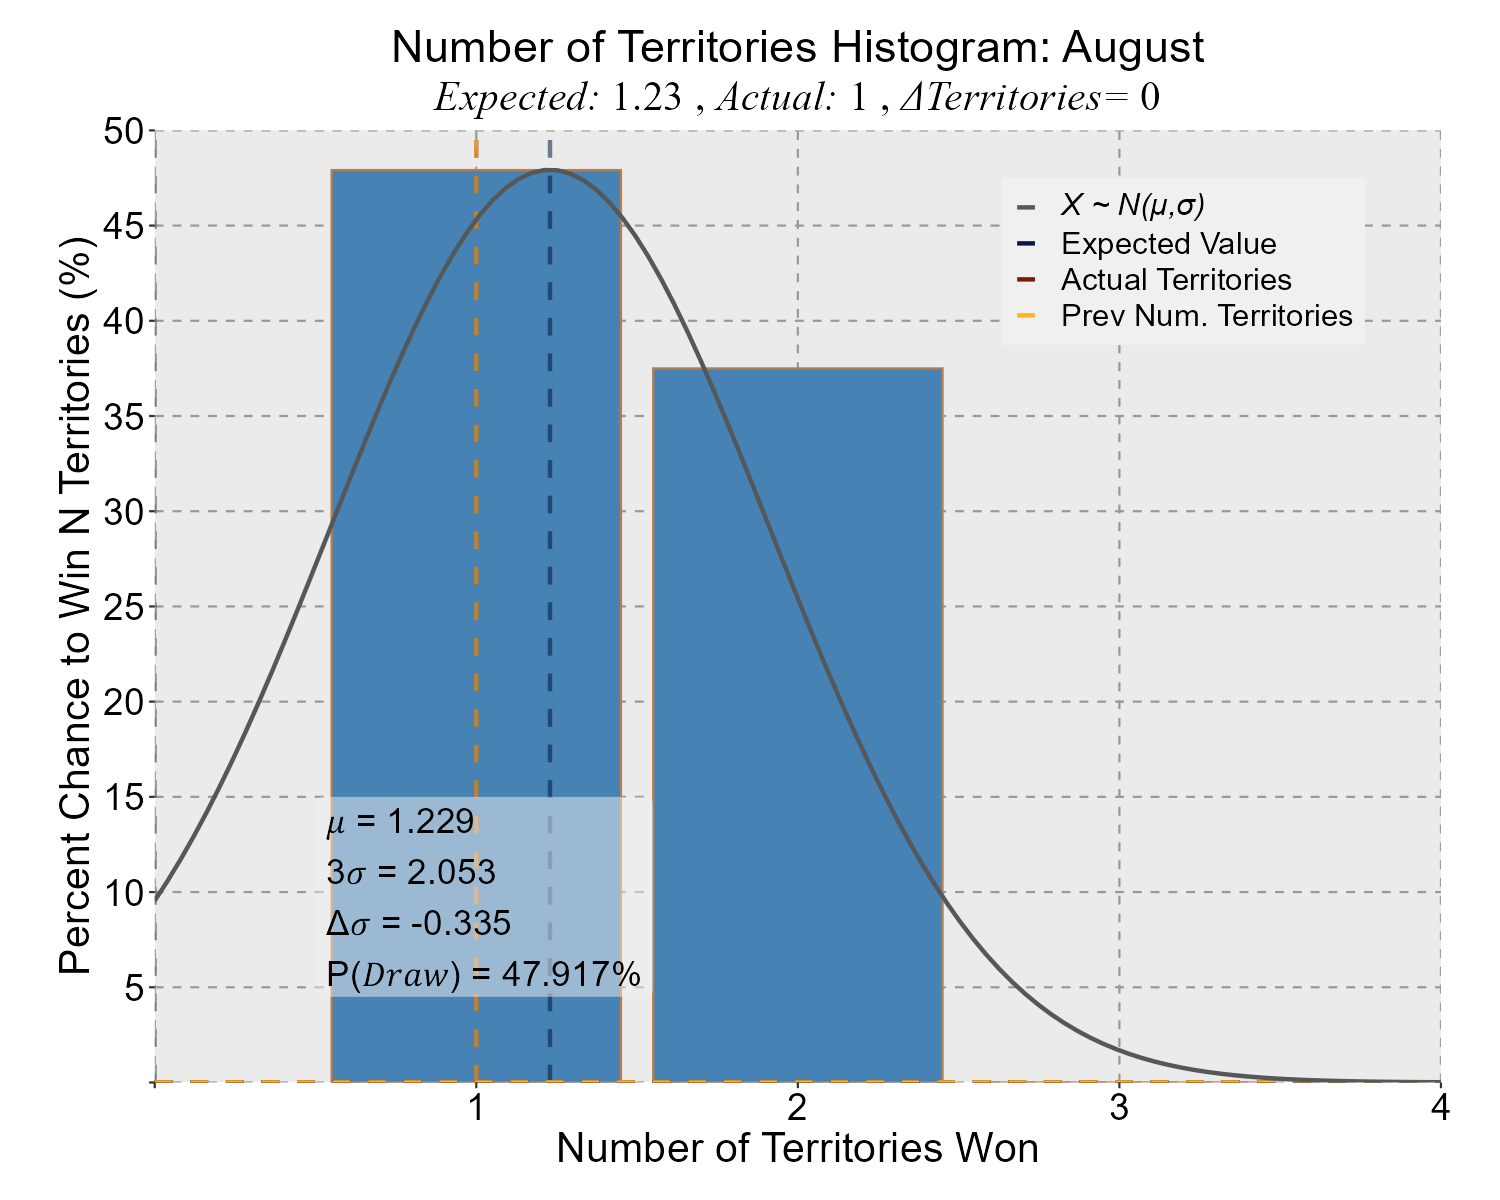 Number of Territories Histogram: August
Expected: 1.23 , Actual: 1 , ΔTerritories= 0
50
45
40
35
30
25
20
15
10
5
Percent Chance to Win N Territories (%)
X ~ N(μ,σ)
Expected Value
Actual Territories
Prev Num. Territories
μ = 1.229
3σ = 2.053
Δσ = -0.335
P(Draw) = 47.917%
1 2 3 4
Number of Territories Won